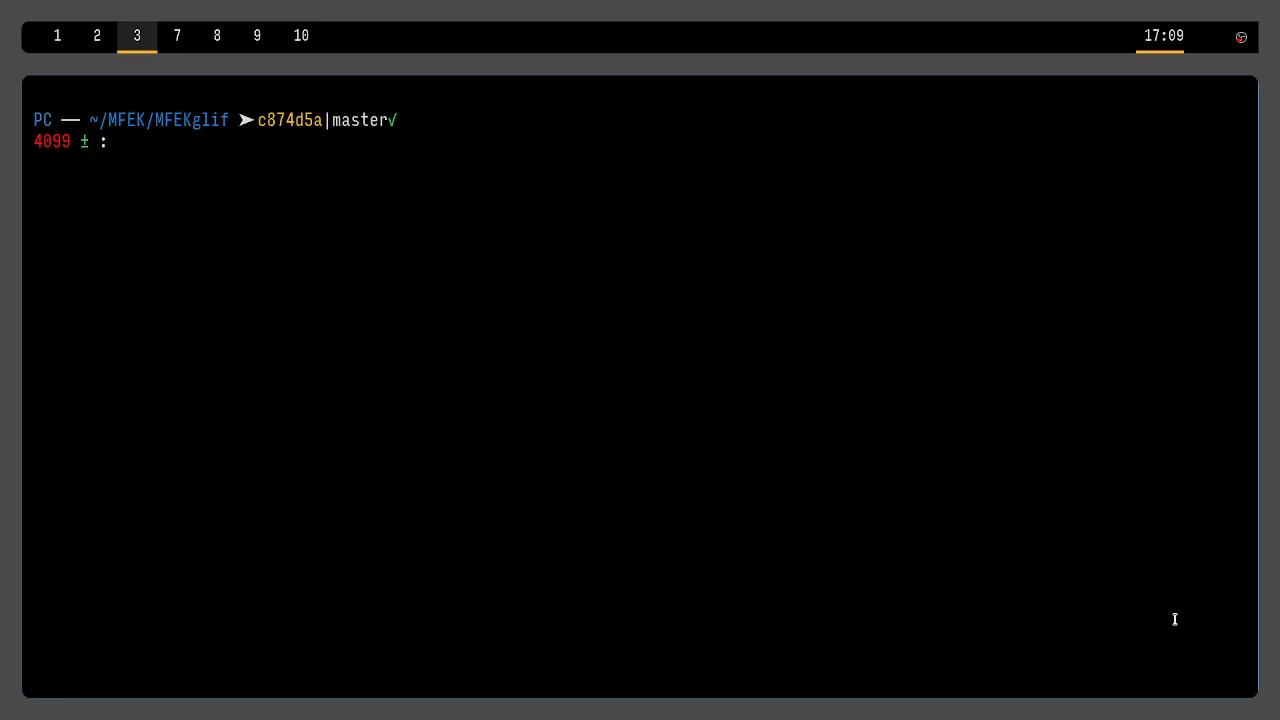 1 2 3 7 8 9 10 17:09
PC — ~/MFEK/MFEKglif ➤c874d5a|master✓
4099 ± :